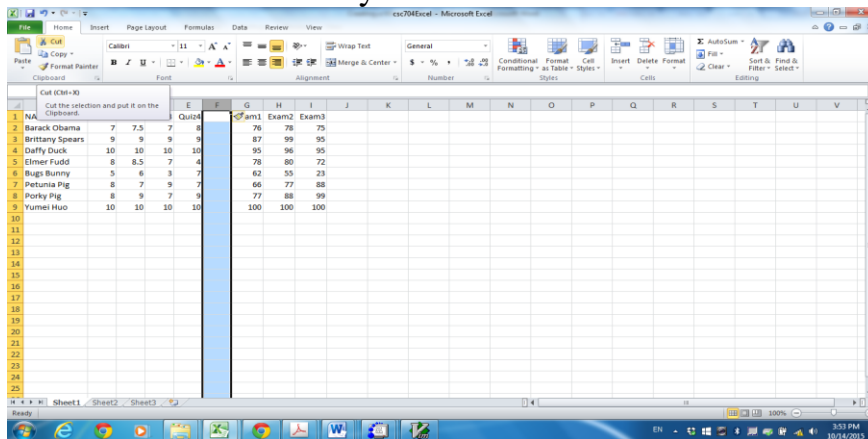 y
csc704Excel - Microsoft Excel
File Home Insert Page Layout Formulas Data Review View
Cut Calibri 11 A A Wrap Text General AutoSum
Copy Fill
Paste Format Painter B I U A Merge & Center $ % , Conditional Formatting Format as Table Cell Styles Insert Delete Format Clear Sort & Filter Find & Select
Clipboard Font Alignment Number Styles Cells Editing
Cut (Ctrl+X)
Cut the selection and put it on the
Clipboard.
E F G H I J K L M N O P Q R S T U V
1 NA Quiz4 am1 Exam2 Exam3
2 Barack Obama 7 7.5 7 8 76 78 75
3 Brittany Spears 9 9 9 9 87 99 95
4 Daffy Duck 10 10 10 10 95 96 95
5 Elmer Fudd 8 8.5 7 4 78 80 72
6 Bugs Bunny 5 6 3 7 62 55 23
7 Petunia Pig 8 7 9 7 66 77 88
8 Porky Pig 8 9 7 9 77 88 99
9 Yumei Huo 10 10 10 10 100 100 100
10
11
12
13
14
15
16
17
18
19
20
21
22
23
24
25
Sheet1 Sheet2 Sheet3
Ready 100%
EN 3:53 PM
10/14/2015